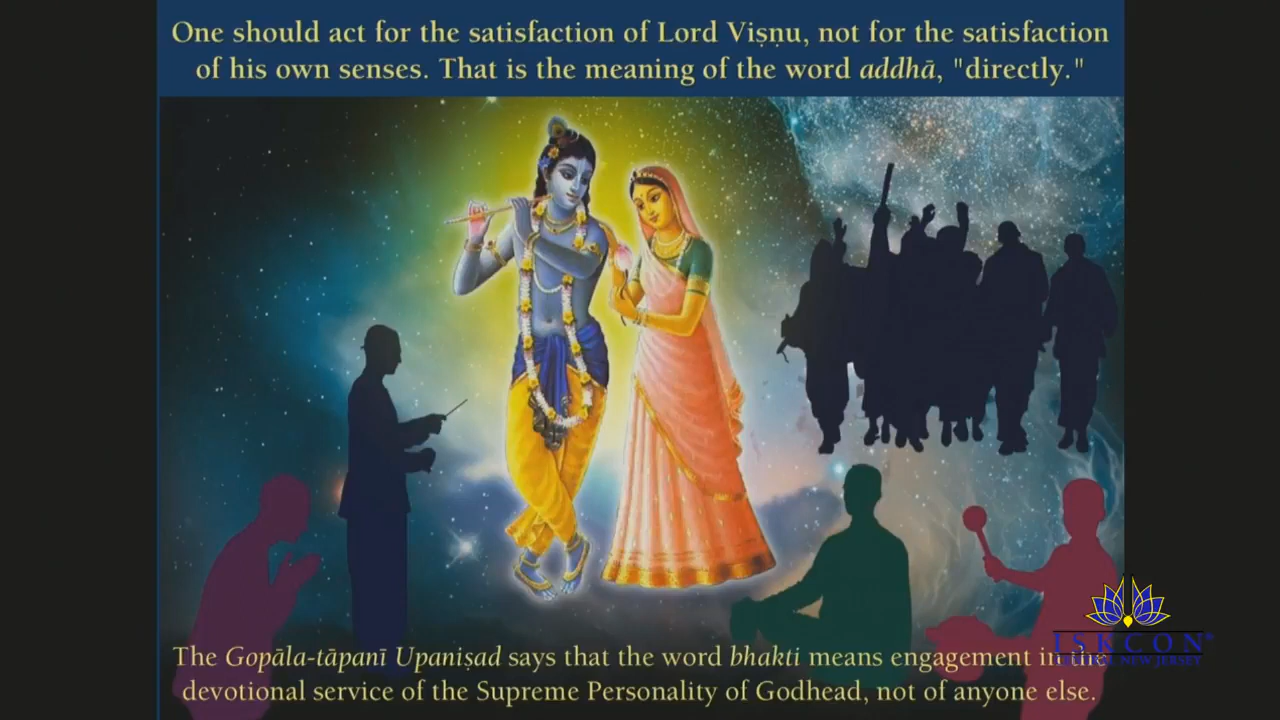 One should act for the satisfaction of Lord Viṣṇu, not for the satisfaction
of his own senses. That is the meaning of the word addhā, "directly."
The Gopāla-tāpanī Upaniṣad says that the word bhakti means engagement in the
devotional service of the Supreme Personality of Godhead, not of anyone else.
ISKCON®
NEW JERSEY